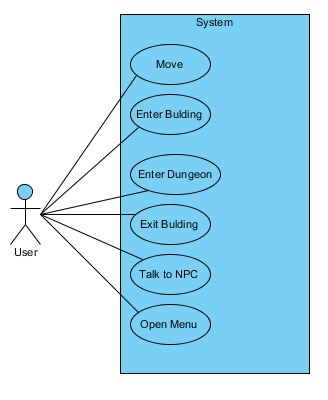 System
Move
Enter Bulding
Enter Dungeon
Exit Bulding
Talk to NPC
Open Menu
User